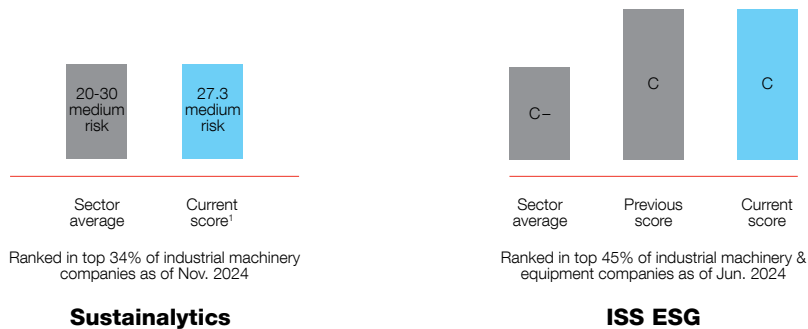 20-30
medium
risk
27.3
medium
risk
Sector
average
Current
score¹
Ranked in top 34% of industrial machinery
companies as of Nov. 2024
Sustainalytics
C–
C
C
Sector
average
Previous
score
Current
score
Ranked in top 45% of industrial machinery &
equipment companies as of Jun. 2024
ISS ESG